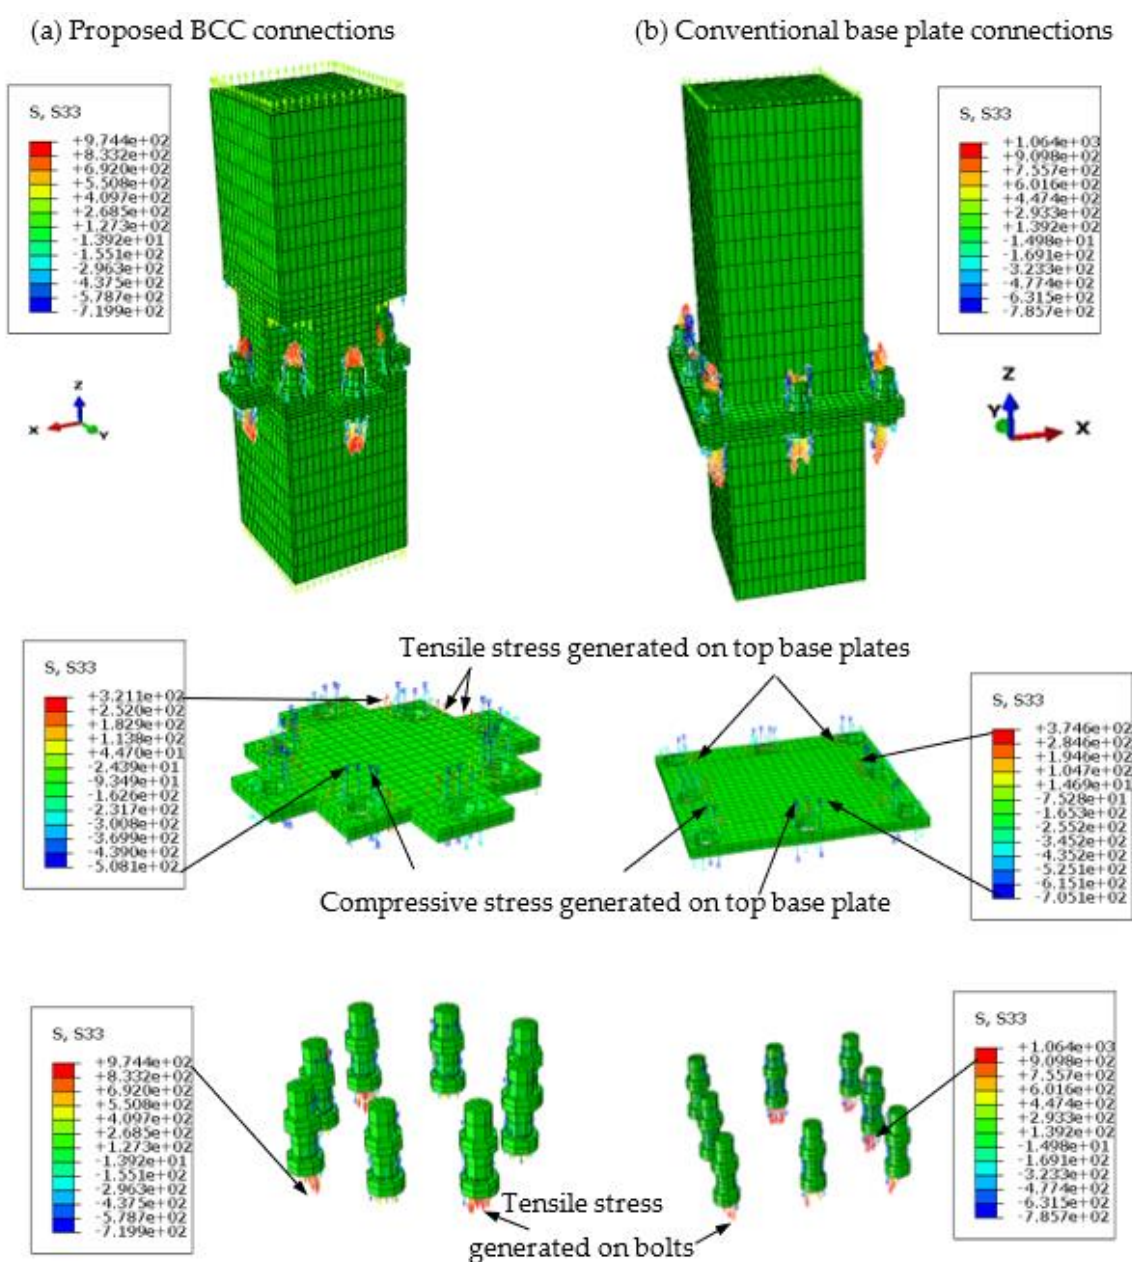 (a) Proposed BCC connections
(b) Conventional base plate connections
S, S33
+9.744e+02
+8.332e+02
+6.920e+02
+5.508e+02
+4.097e+02
+2.685e+02
+1.273e+02
-1.392e+01
-1.551e+02
-2.963e+02
-4.375e+02
-5.787e+02
-7.199e+02
S, S33
+1.064e+03
+9.098e+02
+7.557e+02
+6.016e+02
+4.474e+02
+2.933e+02
+1.392e+02
-1.498e+01
-1.691e+02
-3.233e+02
-4.774e+02
-6.315e+02
-7.857e+02
Z
X
Y
Z
Y
X
Tensile stress generated on top base plates
S, S33
+3.211e+02
+2.520e+02
+1.829e+02
+1.138e+02
+4.470e+01
-2.439e+01
-9.349e+01
-1.626e+02
-2.317e+02
-3.008e+02
-3.699e+02
-4.390e+02
-5.081e+02
S, S33
+3.746e+02
+2.846e+02
+1.946e+02
+1.047e+02
+1.469e+01
-7.528e+01
-1.653e+02
-2.552e+02
-3.452e+02
-4.352e+02
-5.251e+02
-6.151e+02
-7.051e+02
Compressive stress generated on top base plate
S, S33
+9.744e+02
+8.332e+02
+6.920e+02
+5.508e+02
+4.097e+02
+2.685e+02
+1.273e+02
-1.392e+01
-1.551e+02
-2.963e+02
-4.375e+02
-5.787e+02
-7.199e+02
S, S33
+1.064e+03
+9.098e+02
+7.557e+02
+6.016e+02
+4.474e+02
+2.933e+02
+1.392e+02
-1.498e+01
-1.691e+02
-3.233e+02
-4.774e+02
-6.315e+02
-7.857e+02
Tensile stress
generated on bolts